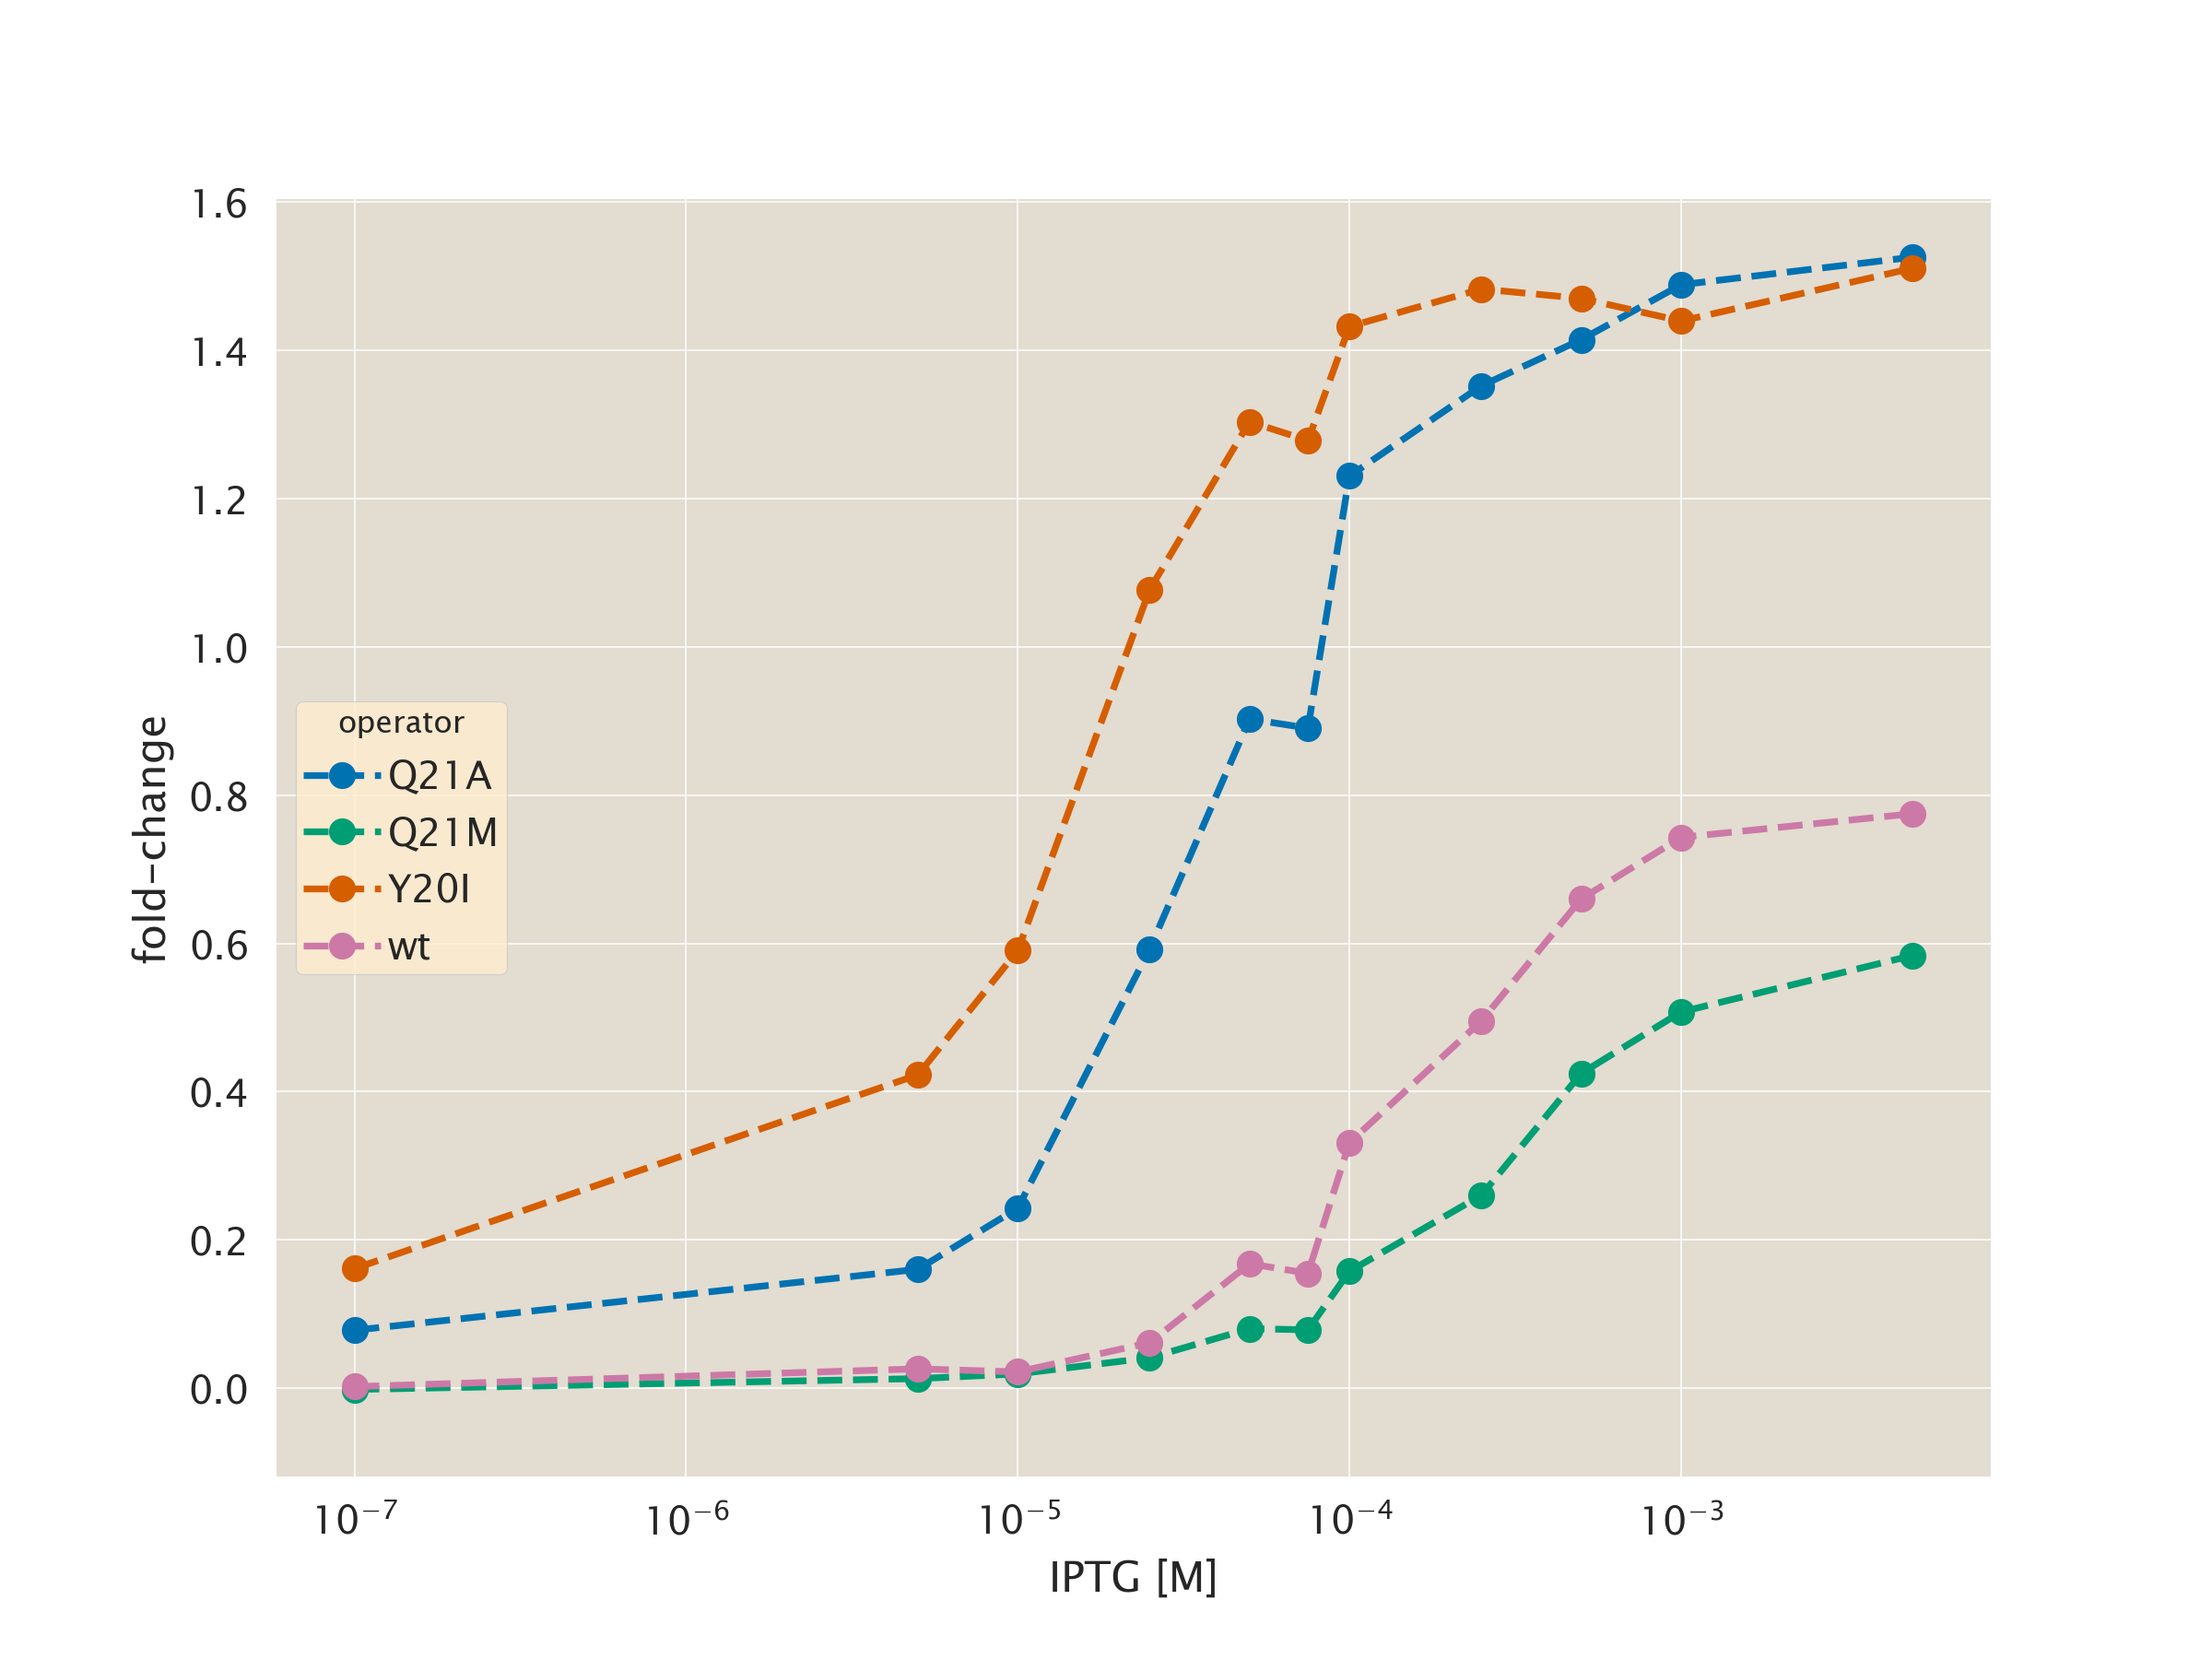 1.6
1.4
1.2
1.0
0.8
0.6
0.4
0.2
0.0
fold-change
operator
Q21A
Q21M
Y20I
wt
10⁻⁷ 10⁻⁶ 10⁻⁵ 10⁻⁴ 10⁻³
IPTG [M]